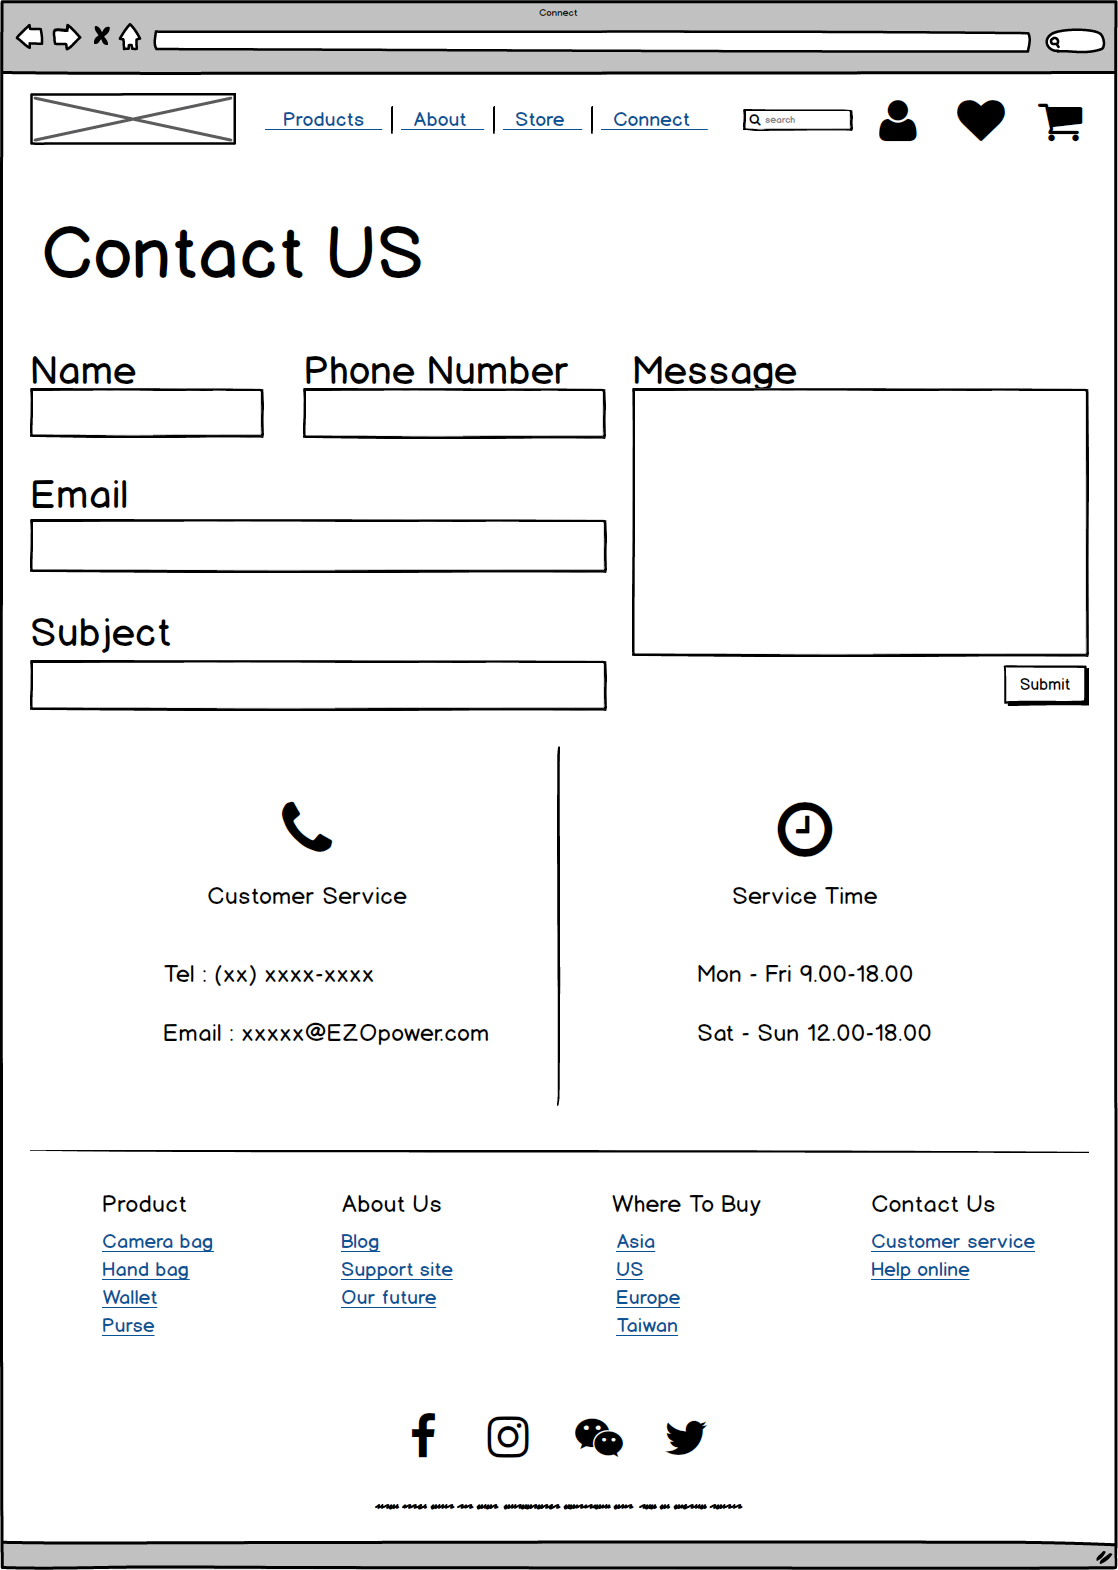 Connect
Products About Store Connect search
Contact US
Name Phone Number Message
Email
Subject
Submit
Customer Service
Tel : (xx) xxxx-xxxx
Email : xxxxx@EZOpower.com
Service Time
Mon - Fri 9.00-18.00
Sat - Sun 12.00-18.00
Product
Camera bag
Hand bag
Wallet
Purse
About Us
Blog
Support site
Our future
Where To Buy
Asia
US
Europe
Taiwan
Contact Us
Customer service
Help online